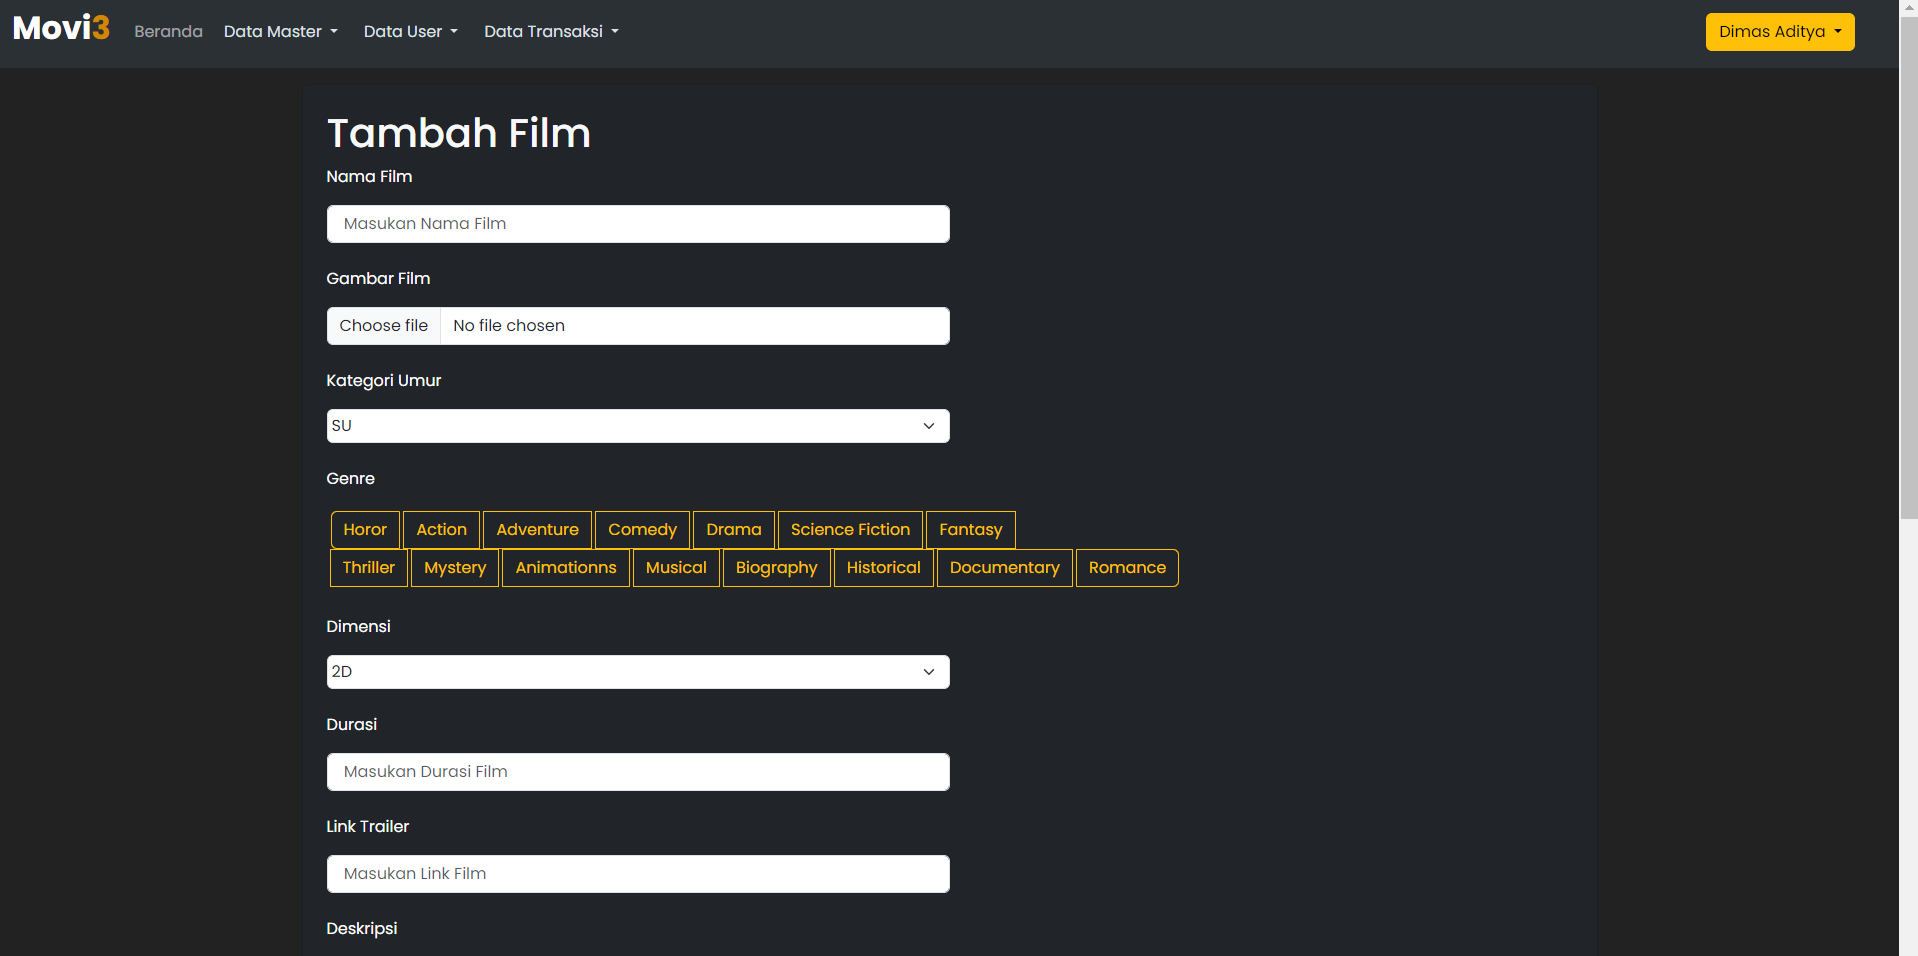 Movi3 Beranda Data Master Data User Data Transaksi Dimas Aditya
Tambah Film
Nama Film
Masukan Nama Film
Gambar Film
Choose file No file chosen
Kategori Umur
SU
Genre
Horor Action Adventure Comedy Drama Science Fiction Fantasy
Thriller Mystery Animationns Musical Biography Historical Documentary Romance
Dimensi
2D
Durasi
Masukan Durasi Film
Link Trailer
Masukan Link Film
Deskripsi